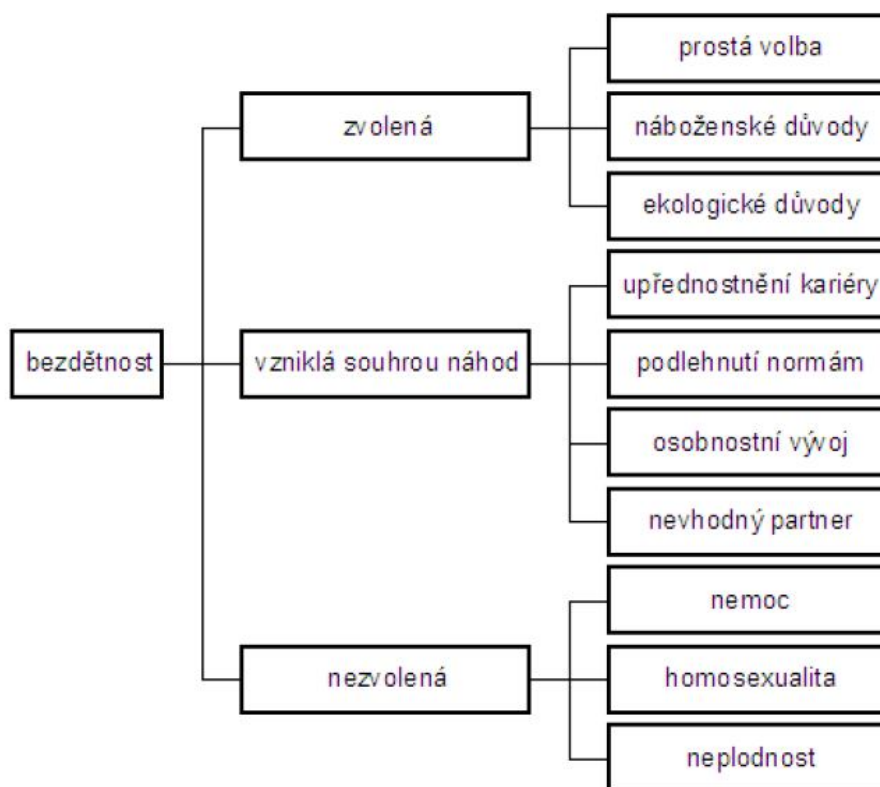 bezdětnost
zvolená
prostá volba
náboženské důvody
ekologické důvody
vzniklá souhrou náhod
upřednostnění kariéry
podlehnutí normám
osobnostní vývoj
nevhodný partner
nezvolená
nemoc
homosexualita
neplodnost